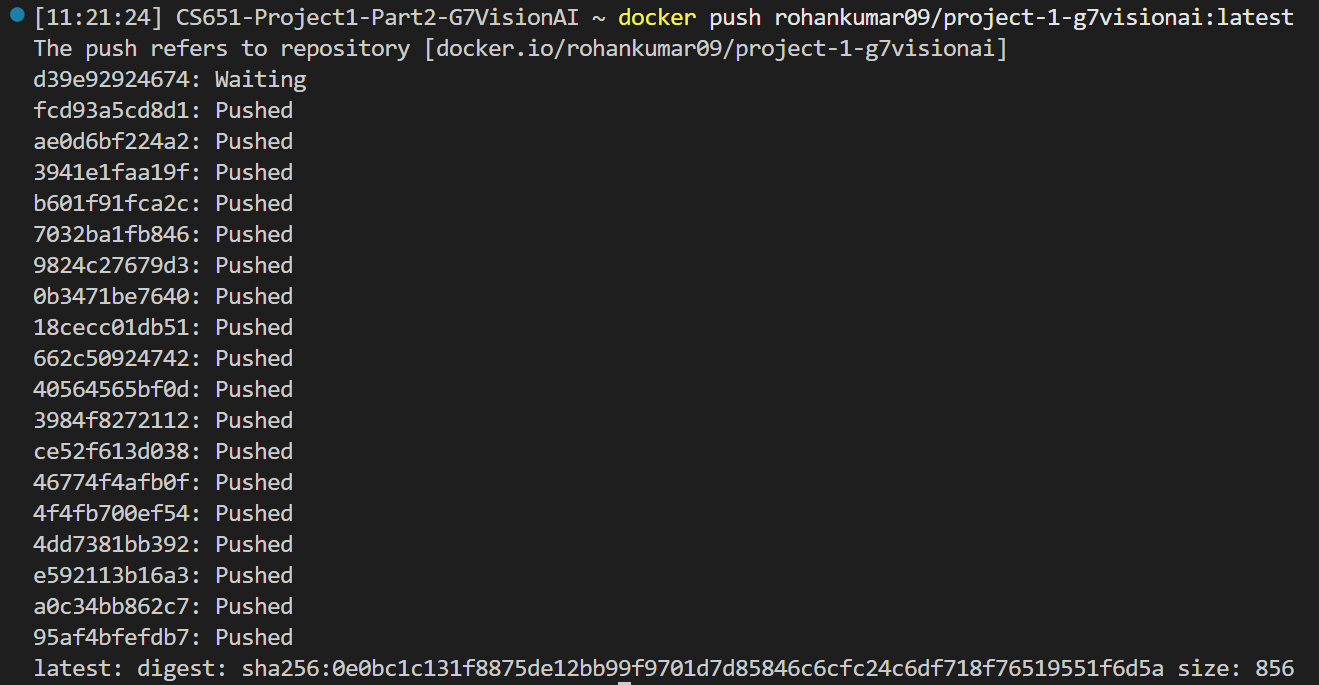 [11:21:24] CS651-Project1-Part2-G7VisionAI ~ docker push rohankumar09/project-1-g7visionai:latest
The push refers to repository [docker.io/rohankumar09/project-1-g7visionai]
d39e92924674: Waiting
fcd93a5cd8d1: Pushed
ae0d6bf224a2: Pushed
3941e1faa19f: Pushed
b601f91fca2c: Pushed
7032ba1fb846: Pushed
9824c27679d3: Pushed
0b3471be7640: Pushed
18cecc01db51: Pushed
662c50924742: Pushed
40564565bf0d: Pushed
3984f8272112: Pushed
ce52f613d038: Pushed
46774f4afb0f: Pushed
4f4fb700ef54: Pushed
4dd7381bb392: Pushed
e592113b16a3: Pushed
a0c34bb862c7: Pushed
95af4bfefdb7: Pushed
latest: digest: sha256:0e0bc1c131f8875de12bb99f9701d7d85846c6cfc24c6df718f76519551f6d5a size: 856